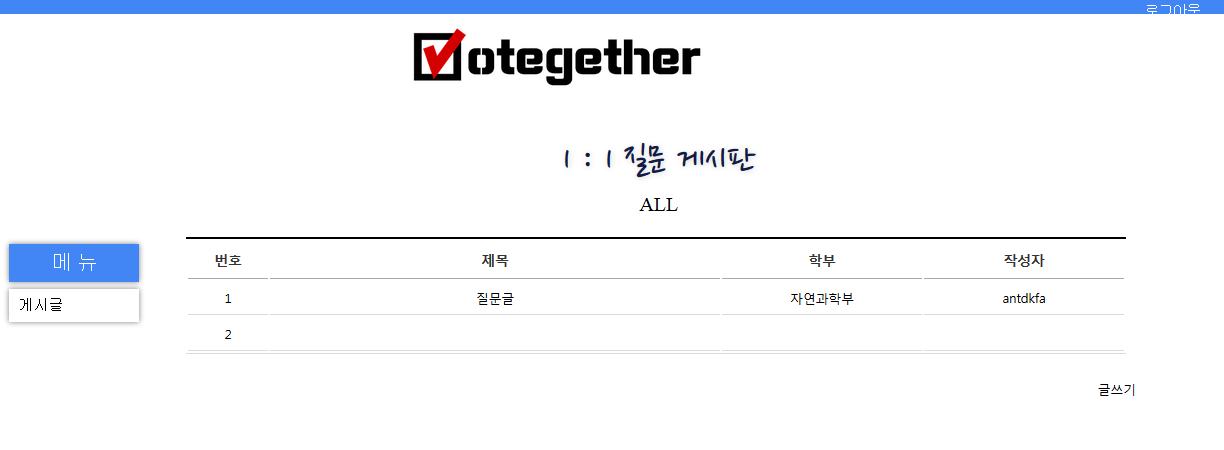 로그아웃
Votegether
1 : 1 질문 게시판
ALL
메 뉴
게시글
번호 제목 학부 작성자
1 질문글 자연과학부 antdkfa
2
글쓰기